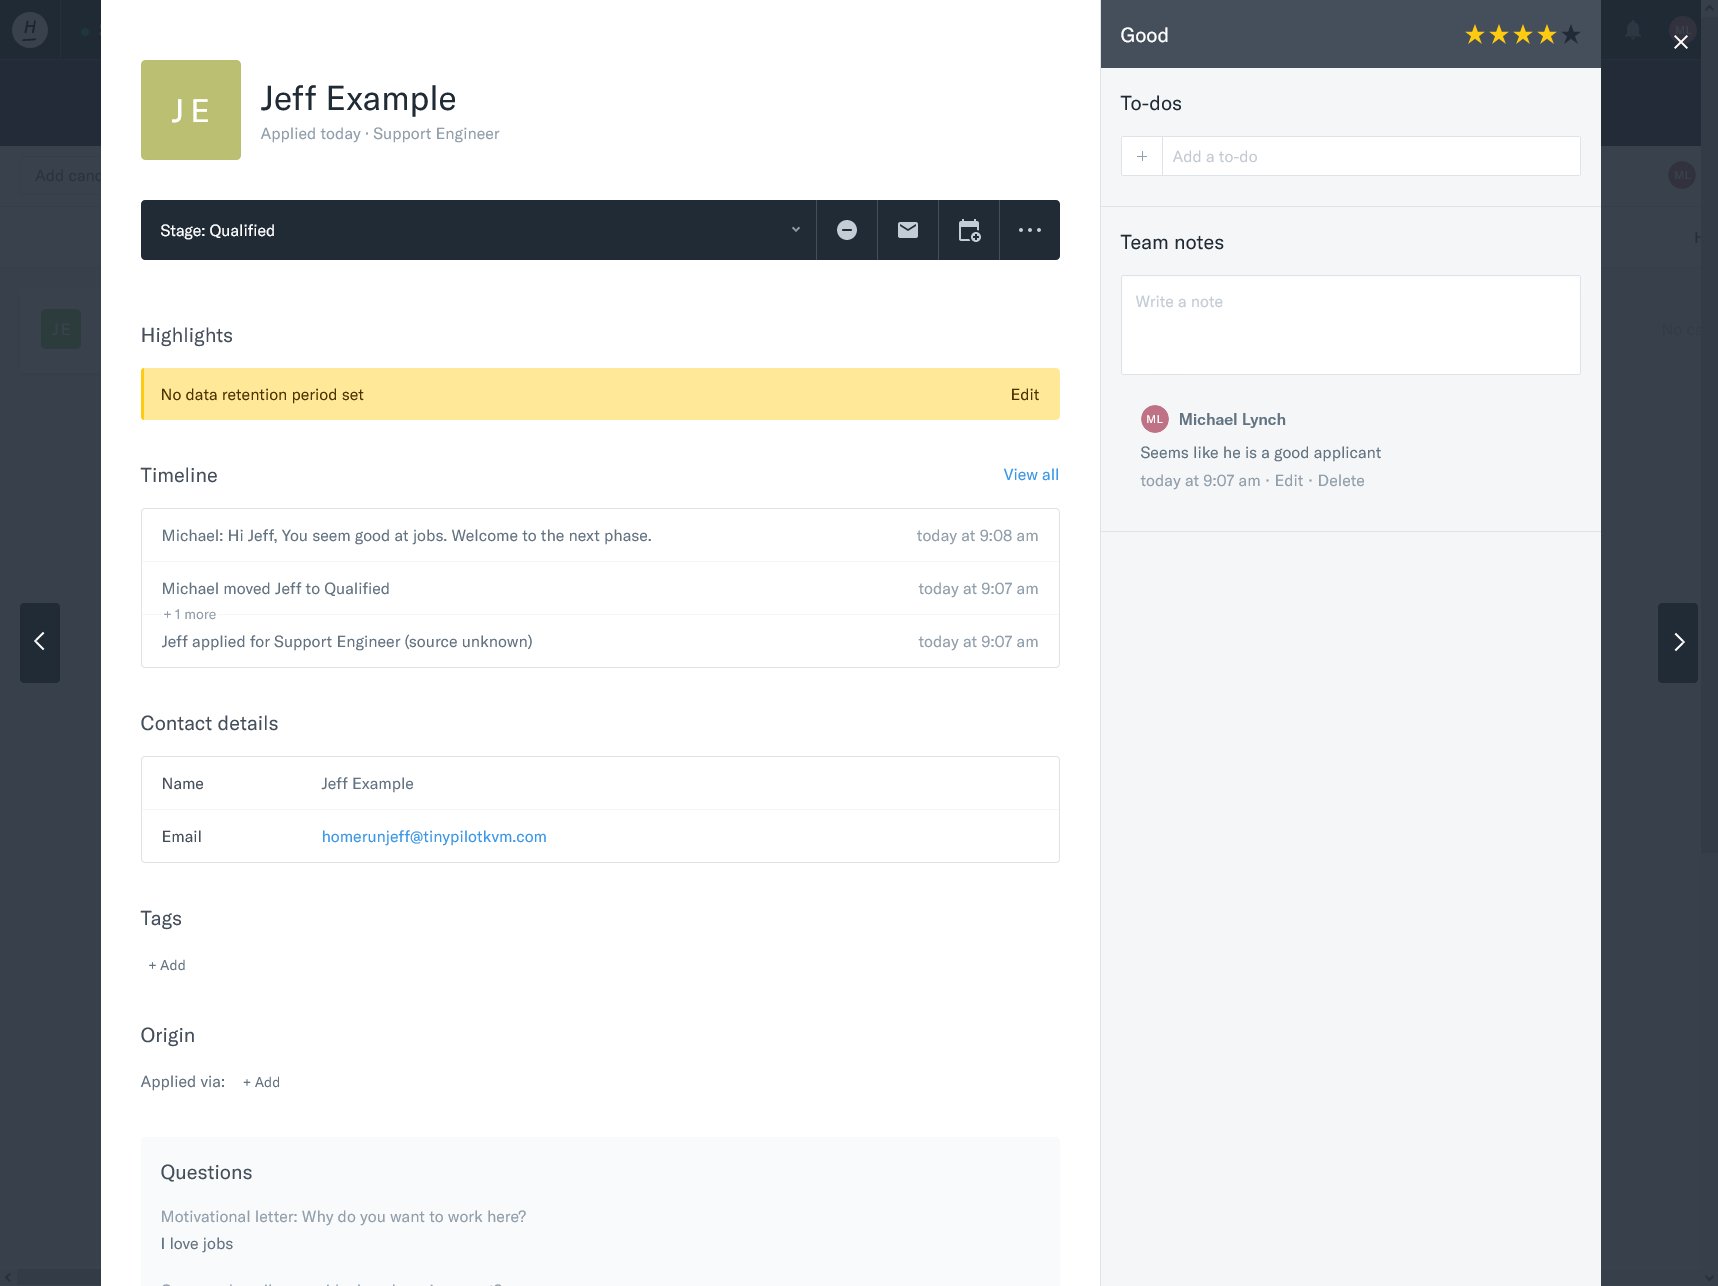 H
Add canc
JE
JE
Jeff Example
Applied today · Support Engineer
Stage: Qualified
Highlights
No data retention period set
Edit
Timeline
View all
Michael: Hi Jeff, You seem good at jobs. Welcome to the next phase.
today at 9:08 am
Michael moved Jeff to Qualified
today at 9:07 am
+ 1 more
Jeff applied for Support Engineer (source unknown)
today at 9:07 am
Contact details
Name
Jeff Example
Email
homerunjeff@tinypilotkvm.com
Tags
+ Add
Origin
Applied via:
+ Add
Questions
Motivational letter: Why do you want to work here?
I love jobs
Good
To-dos
+ Add a to-do
Team notes
Write a note
ML Michael Lynch
Seems like he is a good applicant
today at 9:07 am · Edit · Delete
ML
ML